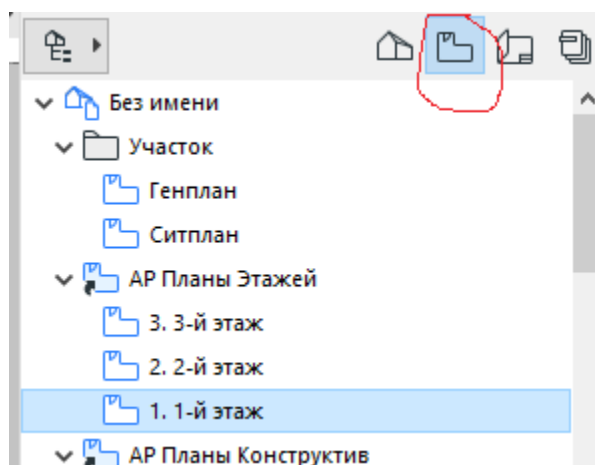 Без имени
Участок
Генплан
Ситплан
АР Планы Этажей
3. 3-й этаж
2. 2-й этаж
1. 1-й этаж
АР Планы Конструктив